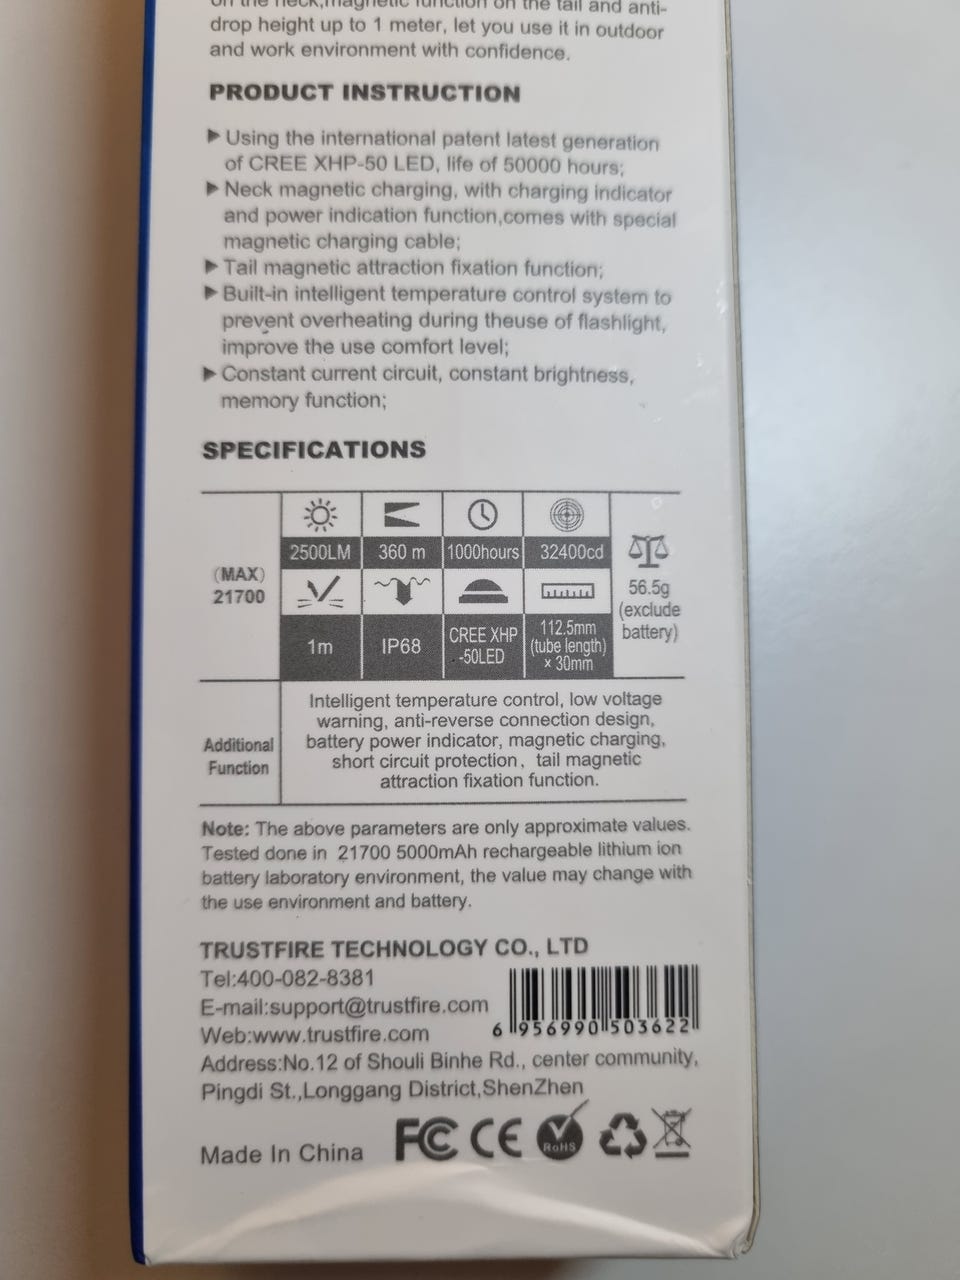 on the neck,magnetic function on the tail and anti-
drop height up to 1 meter, let you use it in outdoor
and work environment with confidence.
PRODUCT INSTRUCTION
▶ Using the international patent latest generation
of CREE XHP-50 LED, life of 50000 hours;
▶ Neck magnetic charging, with charging indicator
and power indication function,comes with special
magnetic charging cable;
▶ Tail magnetic attraction fixation function;
▶ Built-in intelligent temperature control system to
prevent overheating during theuse of flashlight,
improve the use comfort level;
▶ Constant current circuit, constant brightness,
memory function;
SPECIFICATIONS
(MAX)
21700
2500LM 360 m 1000hours 32400cd
56.5g
(exclude
battery)
1m IP68
CREE XHP
-50LED
112.5mm
(tube length)
× 30mm
Additional
Function
Intelligent temperature control, low voltage
warning, anti-reverse connection design,
battery power indicator, magnetic charging,
short circuit protection, tail magnetic
attraction fixation function.
Note: The above parameters are only approximate values.
Tested done in 21700 5000mAh rechargeable lithium ion
battery laboratory environment, the value may change with
the use environment and battery.
TRUSTFIRE TECHNOLOGY CO., LTD
Tel:400-082-8381
E-mail:support@trustfire.com
Web:www.trustfire.com
6 956990 503622
Address:No.12 of Shouli Binhe Rd., center community,
Pingdi St.,Longgang District,ShenZhen
Made In China FC CE RoHS